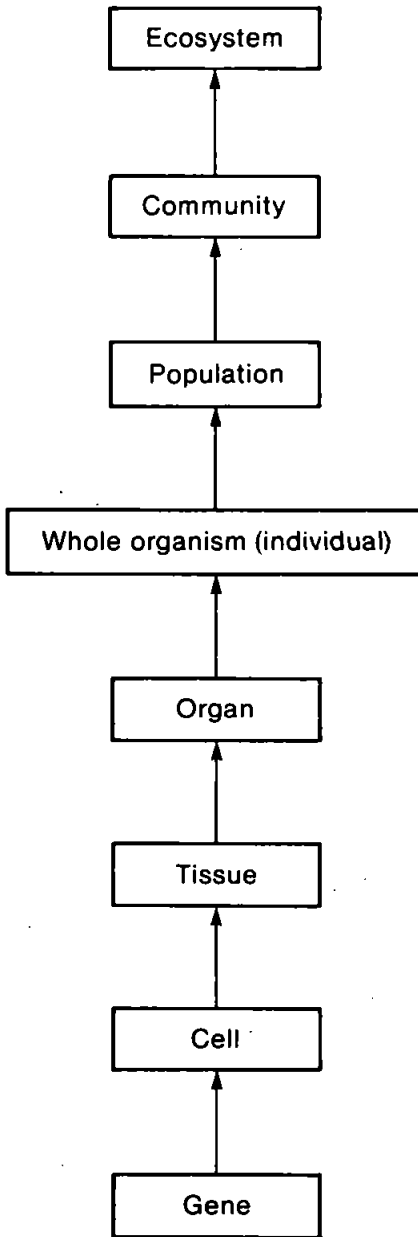 Ecosystem
Community
Population
Whole organism (individual)
Organ
Tissue
Cell
Gene